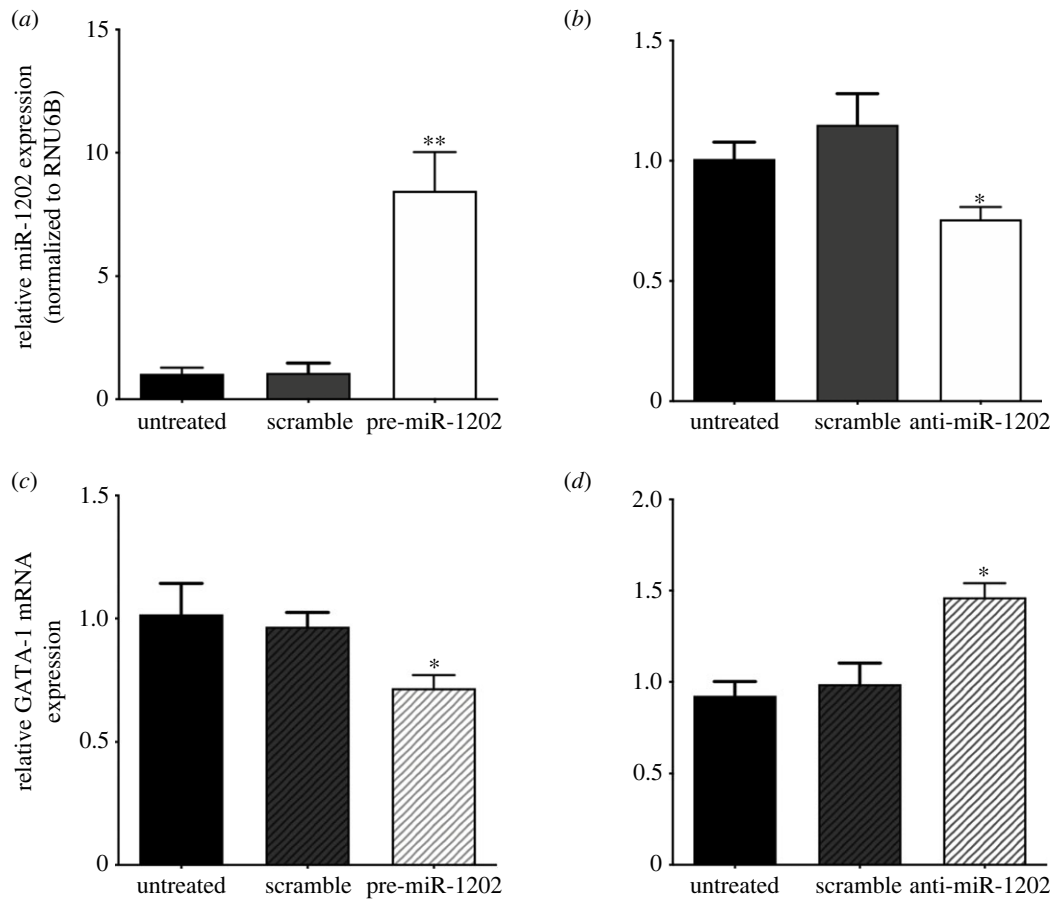 (a)
15
10
5
0
relative miR-1202 expression
(normalized to RNU6B)
**
untreated scramble pre-miR-1202
(b)
1.5
1.0
0.5
0
*
untreated scramble anti-miR-1202
(c)
1.5
1.0
0.5
0
relative GATA-1 mRNA
expression
*
untreated scramble pre-miR-1202
(d)
2.0
1.5
1.0
0.5
0
*
untreated scramble anti-miR-1202